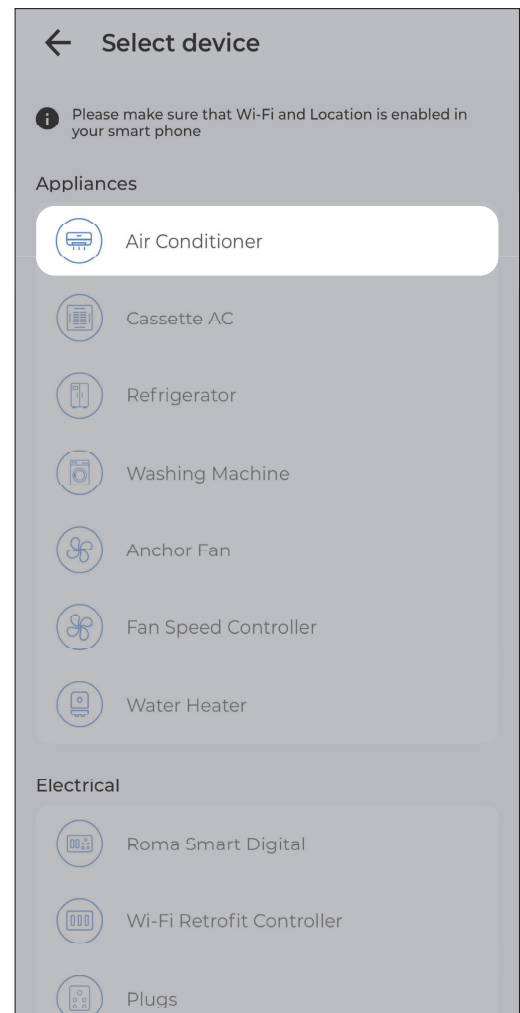 Select device
Please make sure that Wi-Fi and Location is enabled in
your smart phone
Appliances
Air Conditioner
Cassette AC
Refrigerator
Washing Machine
Anchor Fan
Fan Speed Controller
Water Heater
Electrical
Roma Smart Digital
Wi-Fi Retrofit Controller
Plugs